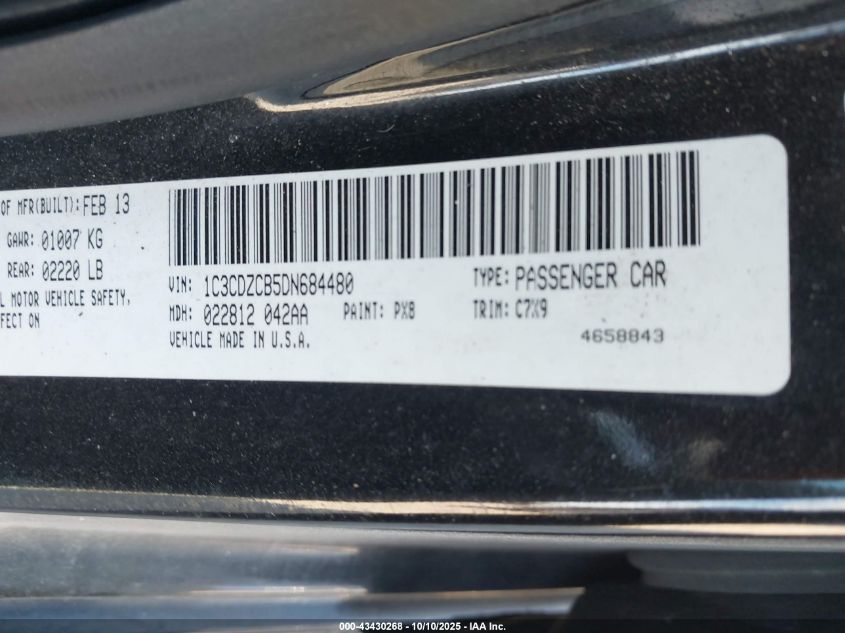 OF MFR(BUILT): FEB 13
GAWR: 01007 KG
REAR: 02220 LB
L MOTOR VEHICLE SAFETY,
FECT ON
VIN: 1C3CDZCB5DN684480 TYPE: PASSENGER CAR
MDH: 022812 042AA PAINT: PX8 TRIM: C7X9
VEHICLE MADE IN U.S.A. 4658843
000-43430268 - 10/10/2025 - IAA Inc.